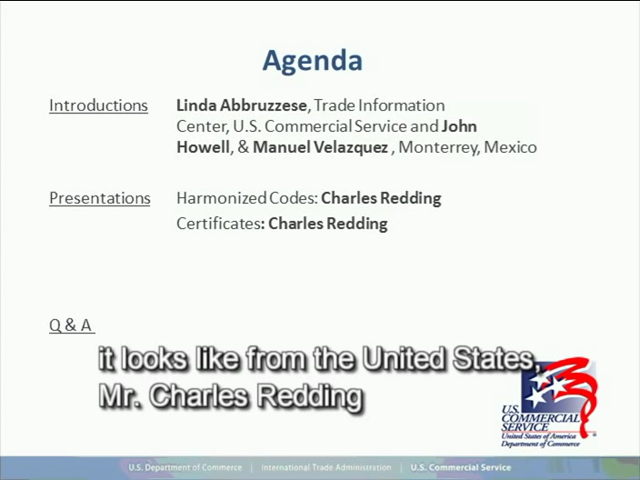 Agenda
Introductions Linda Abbruzzese, Trade Information
Center, U.S. Commercial Service and John
Howell, & Manuel Velazquez , Monterrey, Mexico
Presentations Harmonized Codes: Charles Redding
Certificates: Charles Redding
Q & A
it looks like from the United States,
Mr. Charles Redding
U.S.
COMMERCIAL
SERVICE
United States of America
Department of Commerce
U.S. Department of Commerce | International Trade Administration | U.S. Commercial Service